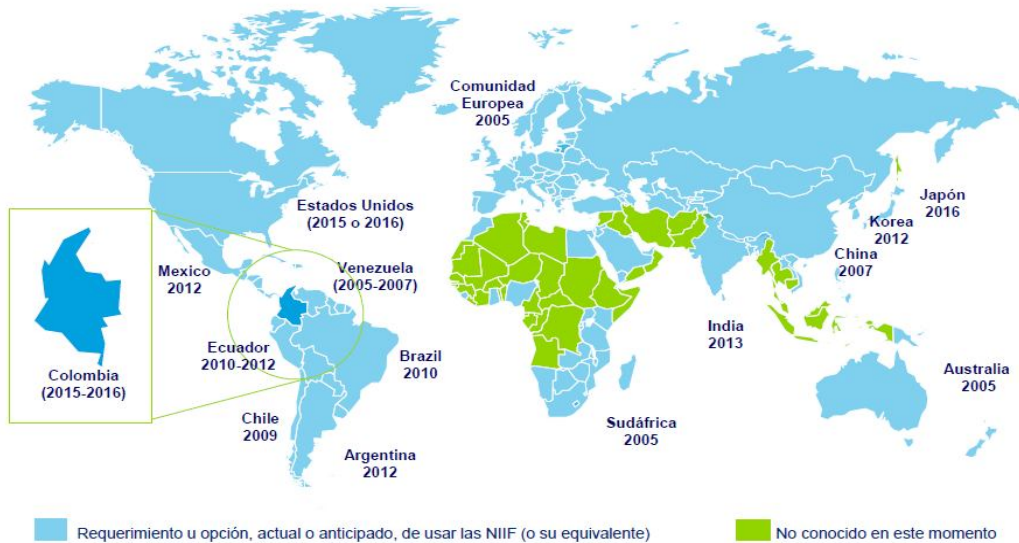 Comunidad
Europea
2005
Estados Unidos
(2015 o 2016)
Japón
2016
Korea
2012
Mexico
2012
Venezuela
(2005-2007)
China
2007
India
2013
Ecuador
2010-2012
Brazil
2010
Colombia
(2015-2016)
Australia
2005
Chile
2009
Sudáfrica
2005
Argentina
2012
Requerimiento u opción, actual o anticipado, de usar las NIIF (o su equivalente)
No conocido en este momento